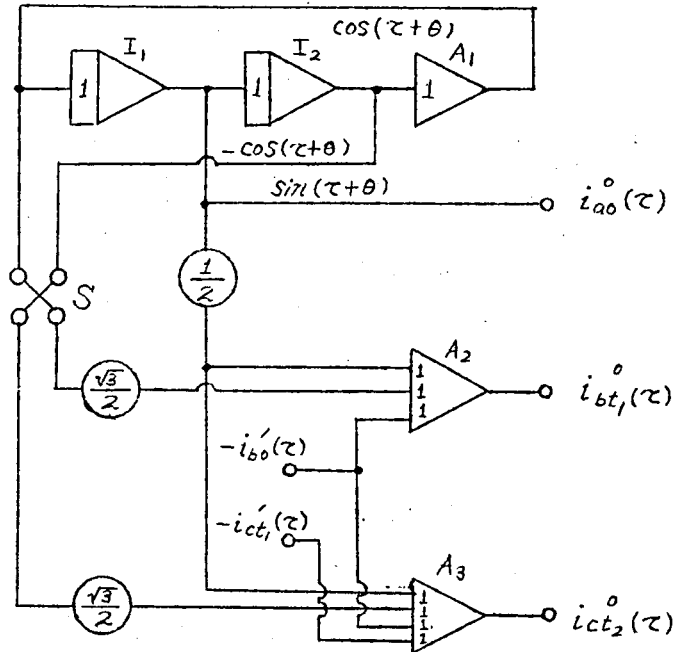 cos(τ+θ)
I₁ I₂ A₁
1 1 1
-cos(τ+θ)
sin(τ+θ) i°ₐ₀(τ)
S
1/2
A₂
√3/2 1 1 1 i°bt₁(τ)
-i′b₀(τ)
-i′ct₁(τ)
A₃
√3/2 1 1 1 1 i°ct₂(τ)